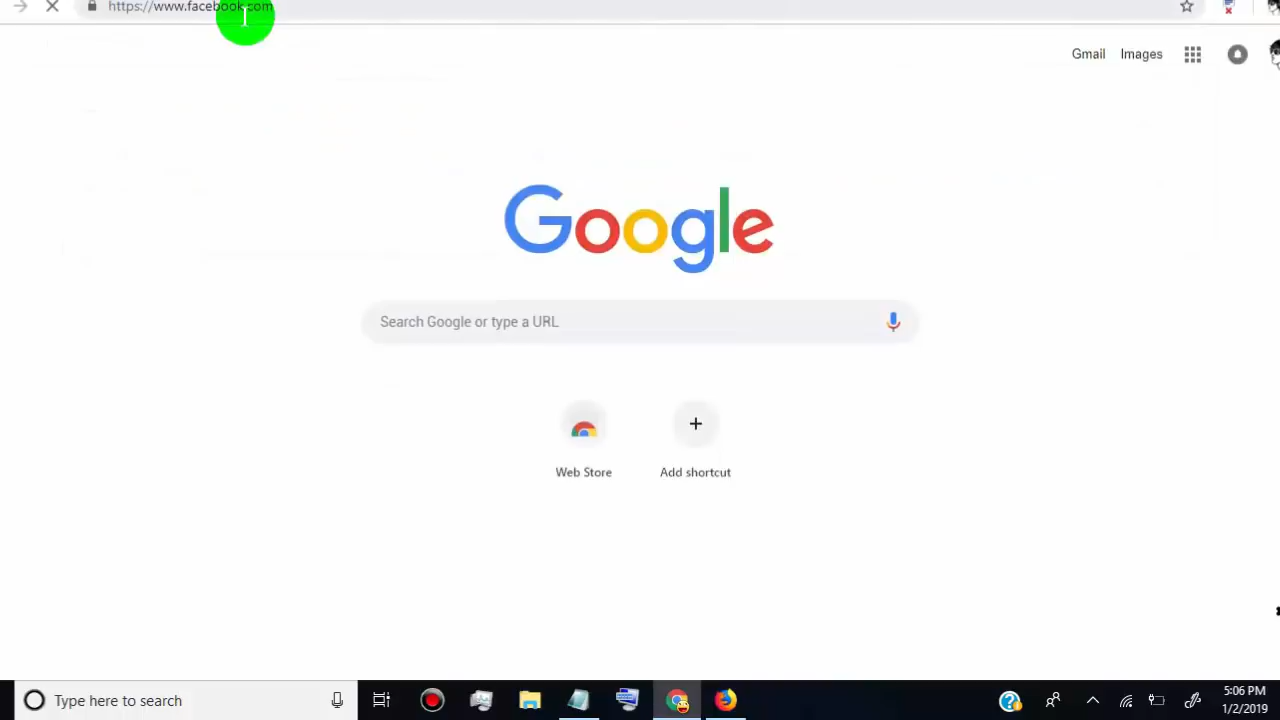 https://www.facebook.com
Gmail Images
Google
Search Google or type a URL
Web Store Add shortcut
Type here to search
5:06 PM
1/2/2019